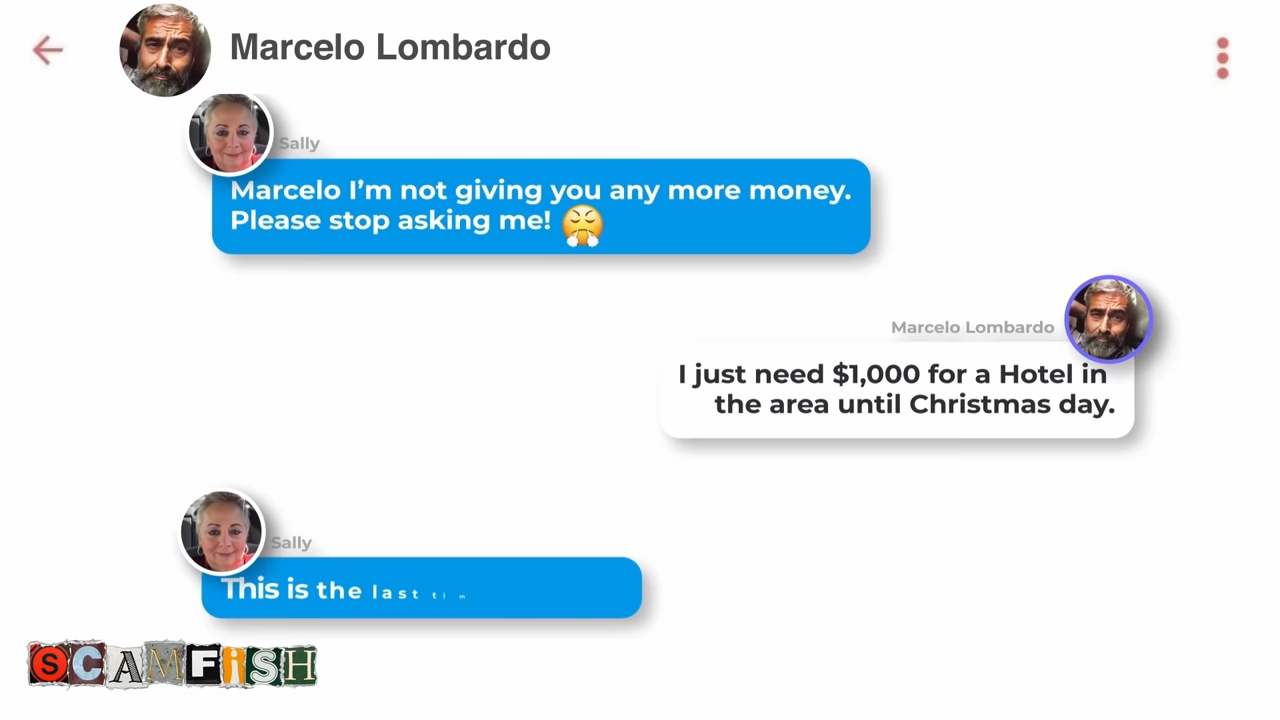 Marcelo Lombardo
Sally
Marcelo I’m not giving you any more money.
Please stop asking me!
Marcelo Lombardo
I just need $1,000 for a Hotel in
the area until Christmas day.
Sally
This is the last tim
SCAMFiSH